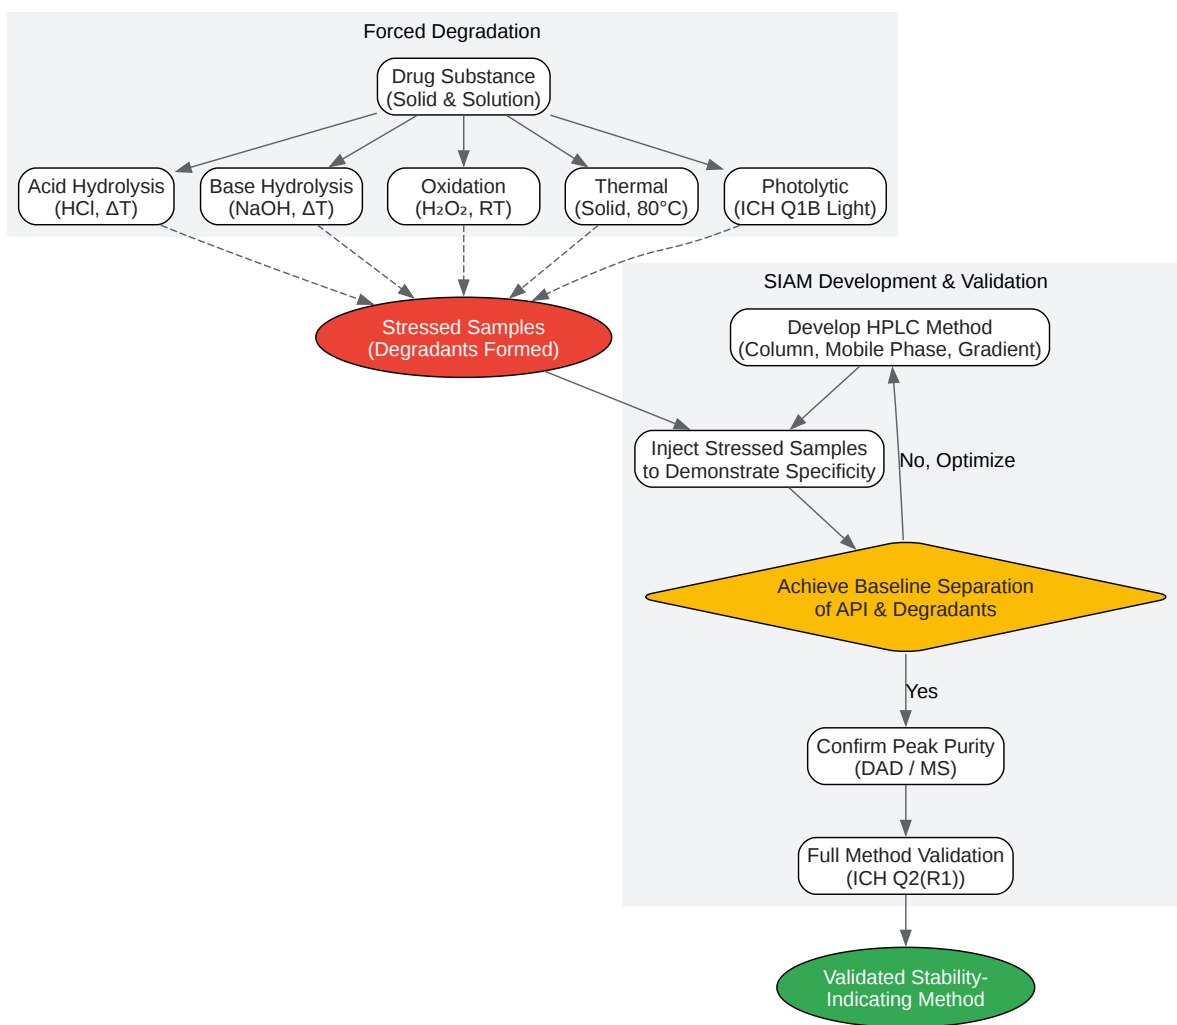 Forced Degradation
Drug Substance
(Solid & Solution)
Acid Hydrolysis
(HCl, ΔT)
Base Hydrolysis
(NaOH, ΔT)
Oxidation
(H₂O₂, RT)
Thermal
(Solid, 80°C)
Photolytic
(ICH Q1B Light)
Stressed Samples
(Degradants Formed)
SIAM Development & Validation
Develop HPLC Method
(Column, Mobile Phase, Gradient)
Inject Stressed Samples
to Demonstrate Specificity
No, Optimize
Achieve Baseline Separation
of API & Degradants
Yes
Confirm Peak Purity
(DAD / MS)
Full Method Validation
(ICH Q2(R1))
Validated Stability-
Indicating Method